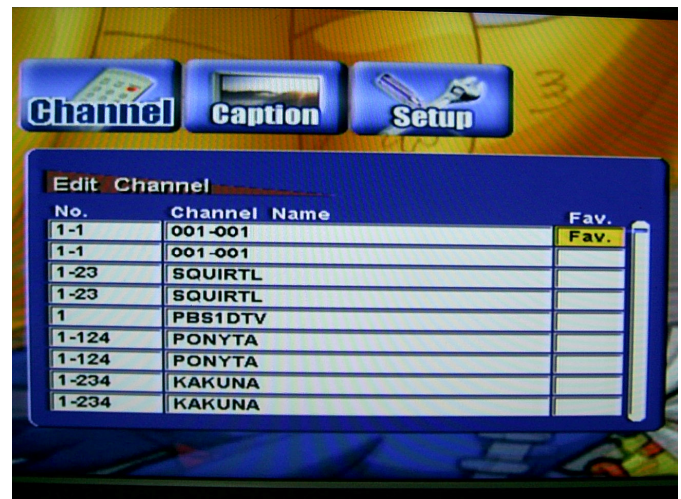 Channel Caption Setup
Edit Channel
No. Channel Name Fav.
1-1 001-001 Fav.
1-1 001-001
1-23 SQUIRTL
1-23 SQUIRTL
1 PBS1DTV
1-124 PONYTA
1-124 PONYTA
1-234 KAKUNA
1-234 KAKUNA
3